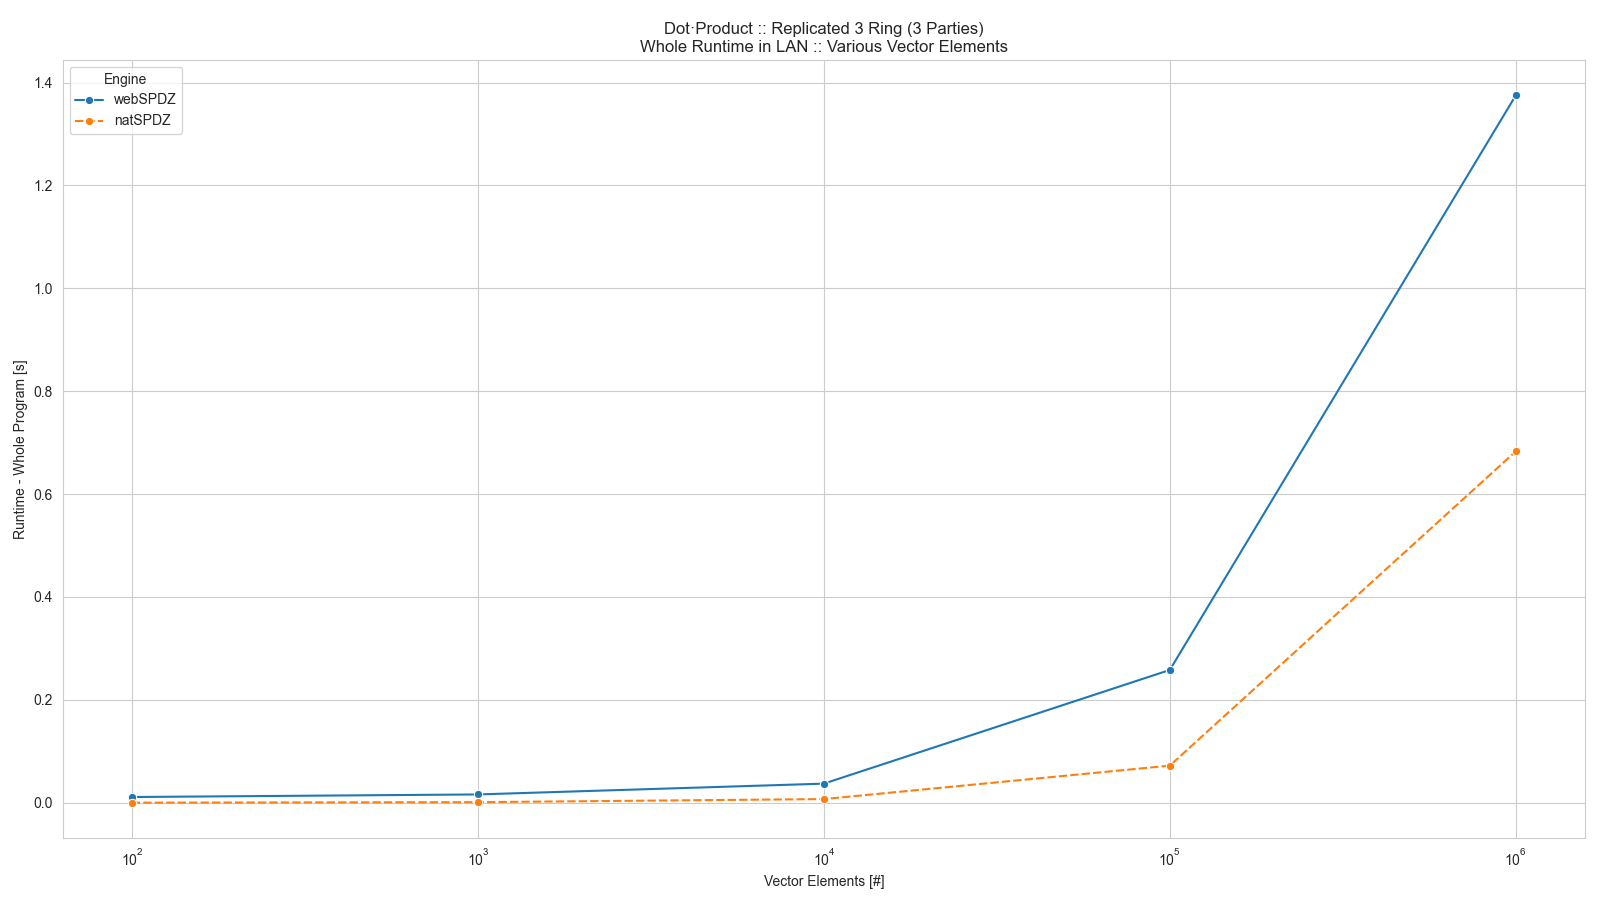 Dot·Product :: Replicated 3 Ring (3 Parties)
Whole Runtime in LAN :: Various Vector Elements
Engine
webSPDZ
natSPDZ
Runtime - Whole Program [s]
1.4
1.2
1.0
0.8
0.6
0.4
0.2
0.0
10² 10³ 10⁴ 10⁵ 10⁶
Vector Elements [#]